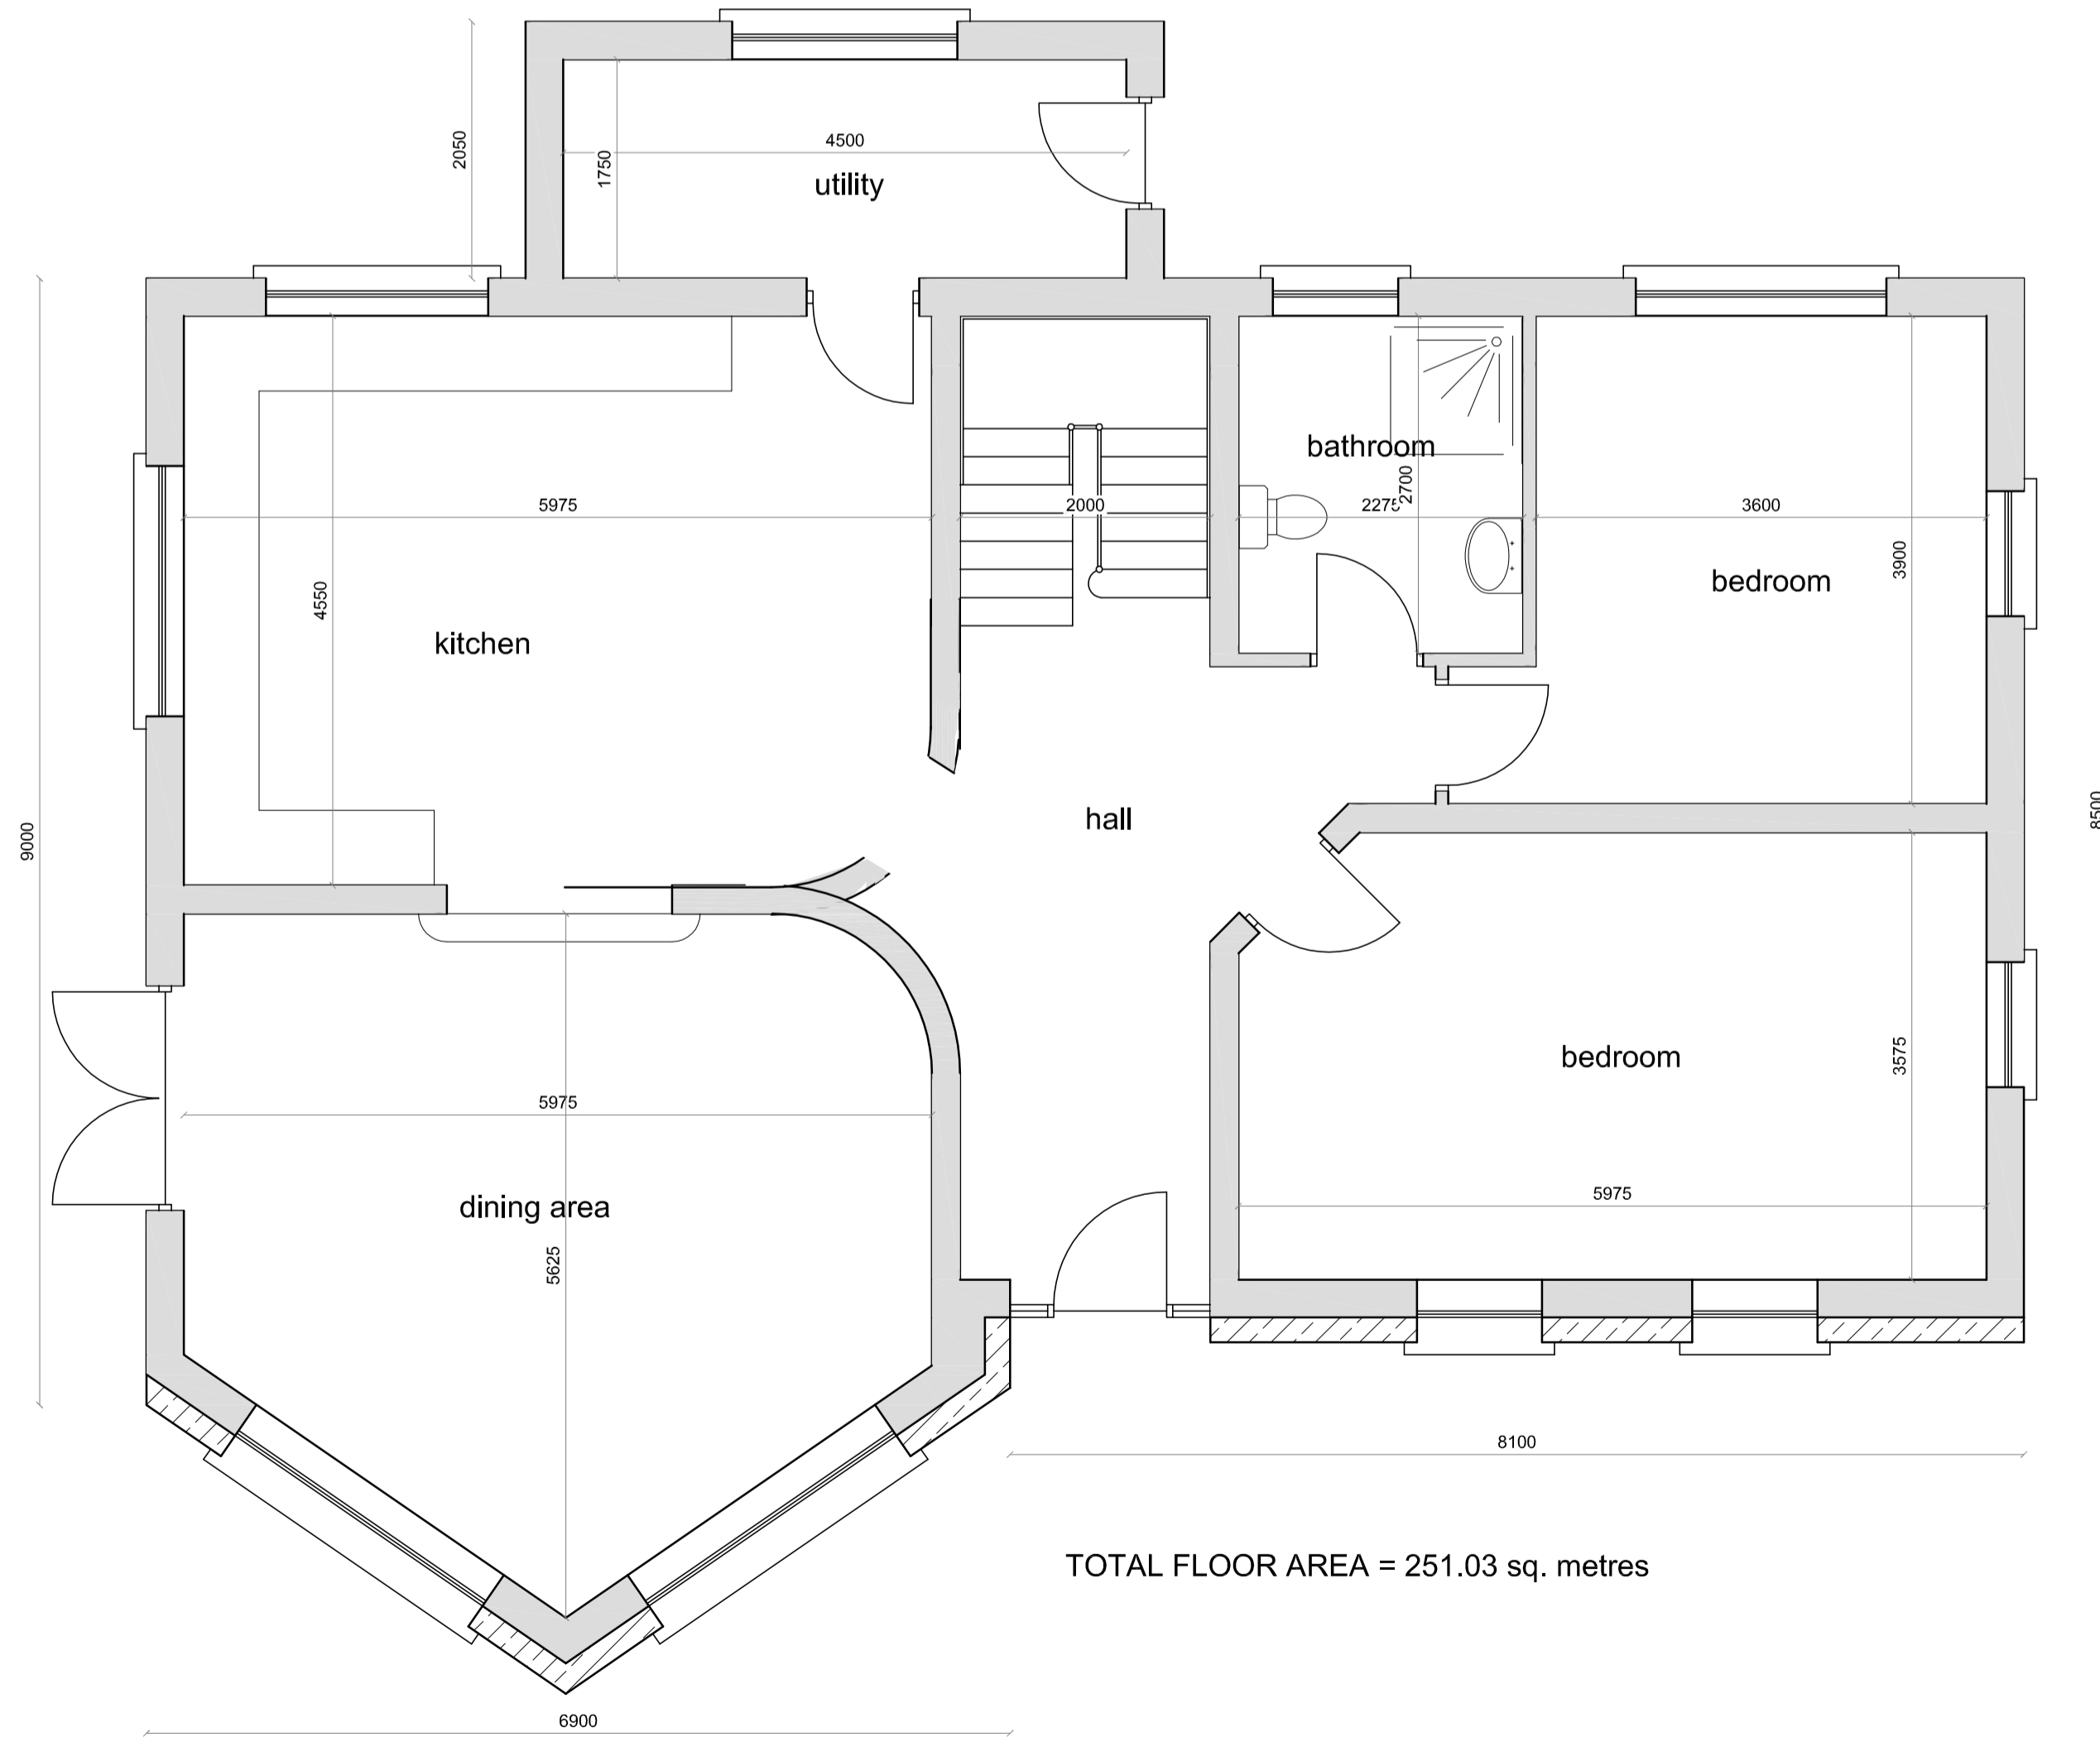 2050
1750
4500
utility
5975
4550
kitchen
2000
bathroom
2700
2275
3600
3900
bedroom
9000
hall
8500
5975
dining area
5625
bedroom
3575
5975
8100
TOTAL FLOOR AREA = 251.03 sq. metres
6900